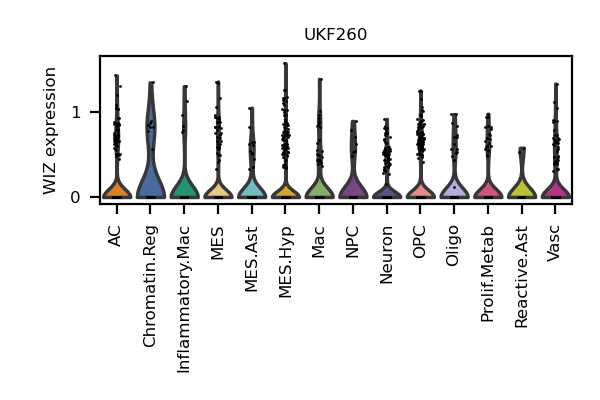 UKF260
WIZ expression
1
0
AC
Chromatin.Reg
Inflammatory.Mac
MES
MES.Ast
MES.Hyp
Mac
NPC
Neuron
OPC
Oligo
Prolif.Metab
Reactive.Ast
Vasc